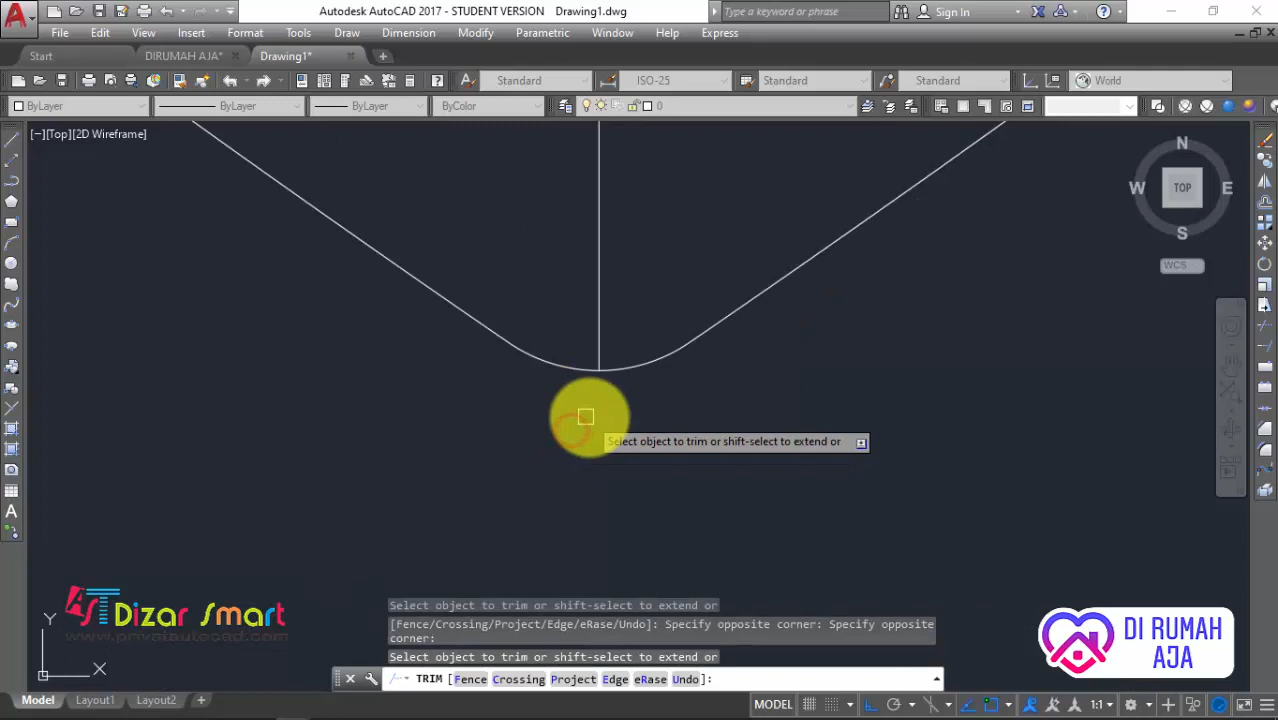 Autodesk AutoCAD 2017 - STUDENT VERSION Drawing1.dwg
Type a keyword or phrase
Sign In
File Edit View Insert Format Tools Draw Dimension Modify Parametric Window Help Express
Start DIRUMAH AJA* Drawing1*
Standard ISO-25 Standard Standard World
ByLayer ByLayer ByLayer ByColor 0
[−][Top][2D Wireframe]
N
W TOP E
S
WCS
Select object to trim or shift-select to extend or
Select object to trim or shift-select to extend or
[Fence/Crossing/Project/Edge/eRase/Undo]: Specify opposite corner: Specify opposite
corner:
Select object to trim or shift-select to extend or
TRIM [Fence Crossing Project Edge eRase Undo]:
Y
X
Dizar Smart
www.privatautocad.com
DI RUMAH
AJA
Model Layout1 Layout2
MODEL 1:1